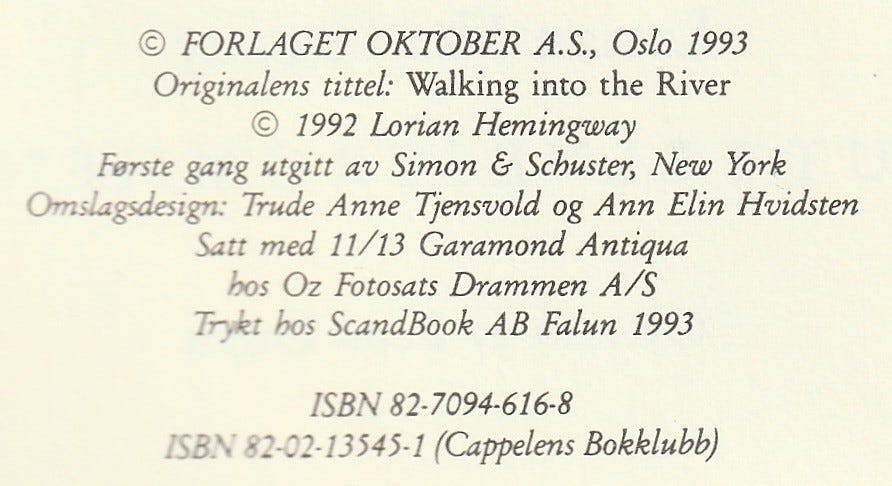 © FORLAGET OKTOBER A.S., Oslo 1993
Originalens tittel: Walking into the River
© 1992 Lorian Hemingway
Første gang utgitt av Simon & Schuster, New York
Omslagsdesign: Trude Anne Tjensvold og Ann Elin Hvidsten
Satt med 11/13 Garamond Antiqua
hos Oz Fotosats Drammen A/S
Trykt hos ScandBook AB Falun 1993
ISBN 82-7094-616-8
ISBN 82-02-13545-1 (Cappelens Bokklubb)